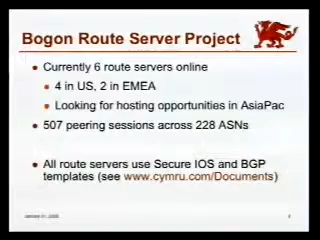 Bogon Route Server Project
Currently 6 route servers online
4 in US, 2 in EMEA
Looking for hosting opportunities in AsiaPac
507 peering sessions across 228 ASNs
All route servers use Secure IOS and BGP
templates (see www.cymru.com/Documents)